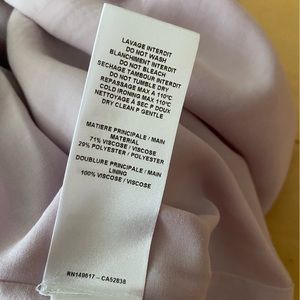 LAVAGE INTERDIT
DO NOT WASH
BLANCHIMENT INTERDIT
DO NOT BLEACH
SECHAGE TAMBOUR INTERDIT
DO NOT TUMBLE DRY
REPASSAGE MAX A 110°C
COLD IRONING MAX 110°C
NETTOYAGE A SEC P DOUX
DRY CLEAN P GENTLE
MATIERE PRINCIPALE / MAIN
MATERIAL
71% VISCOSE / VISCOSE
29% POLYESTER / POLYESTER
DOUBLURE PRINCIPALE / MAIN
LINING
100% VISCOSE / VISCOSE
RN149617 - CA52838